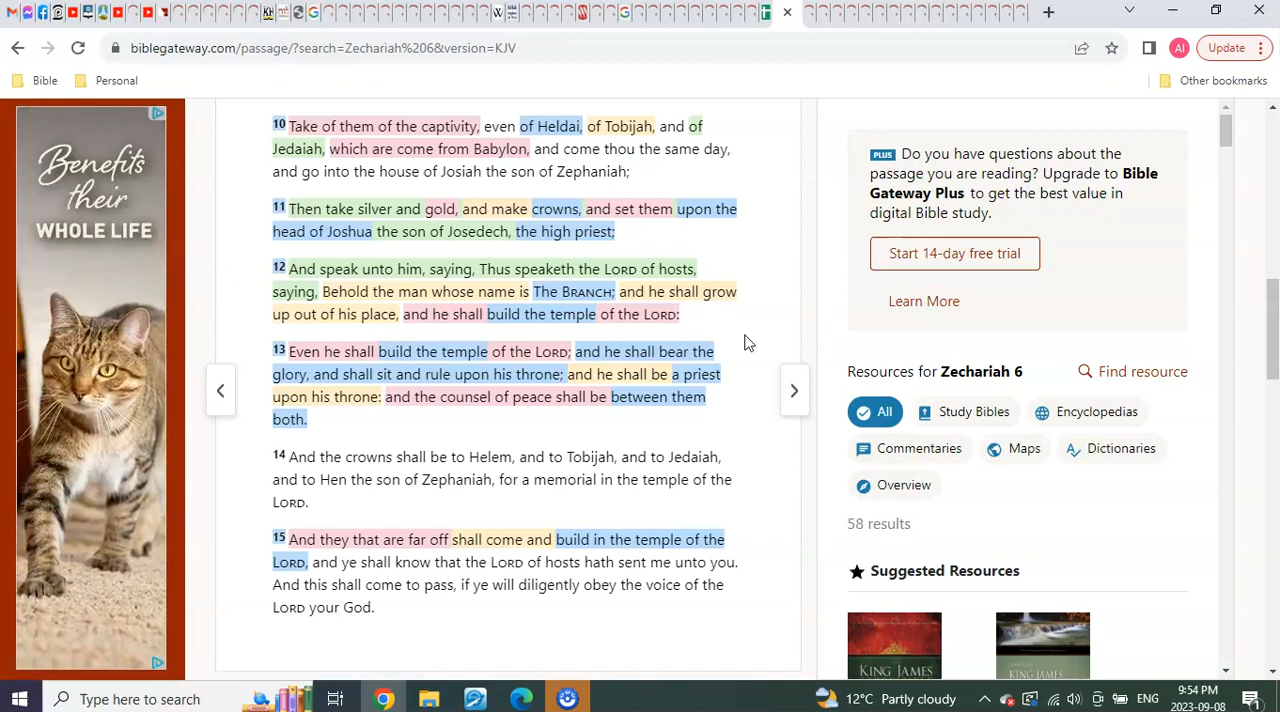 biblegateway.com/passage/?search=Zechariah%206&version=KJV
AI
Update
Bible
Personal
Other bookmarks
Benefits
their
WHOLE LIFE
10 Take of them of the captivity, even of Heldai, of Tobijah, and of
Jedaiah, which are come from Babylon, and come thou the same day,
and go into the house of Josiah the son of Zephaniah;
11 Then take silver and gold, and make crowns, and set them upon the
head of Joshua the son of Josedech, the high priest;
12 And speak unto him, saying, Thus speaketh the LORD of hosts,
saying, Behold the man whose name is The BRANCH; and he shall grow
up out of his place, and he shall build the temple of the LORD:
13 Even he shall build the temple of the LORD; and he shall bear the
glory, and shall sit and rule upon his throne; and he shall be a priest
upon his throne: and the counsel of peace shall be between them
both.
14 And the crowns shall be to Helem, and to Tobijah, and to Jedaiah,
and to Hen the son of Zephaniah, for a memorial in the temple of the
LORD.
15 And they that are far off shall come and build in the temple of the
LORD, and ye shall know that the LORD of hosts hath sent me unto you.
And this shall come to pass, if ye will diligently obey the voice of the
LORD your God.
PLUS Do you have questions about the
passage you are reading? Upgrade to Bible
Gateway Plus to get the best value in
digital Bible study.
Start 14-day free trial
Learn More
Resources for Zechariah 6
Find resource
All
Study Bibles
Encyclopedias
Commentaries
Maps
Dictionaries
Overview
58 results
Suggested Resources
KING JAMES
KING JAMES
Type here to search
12°C Partly cloudy
ENG
9:54 PM
2023-09-08
1